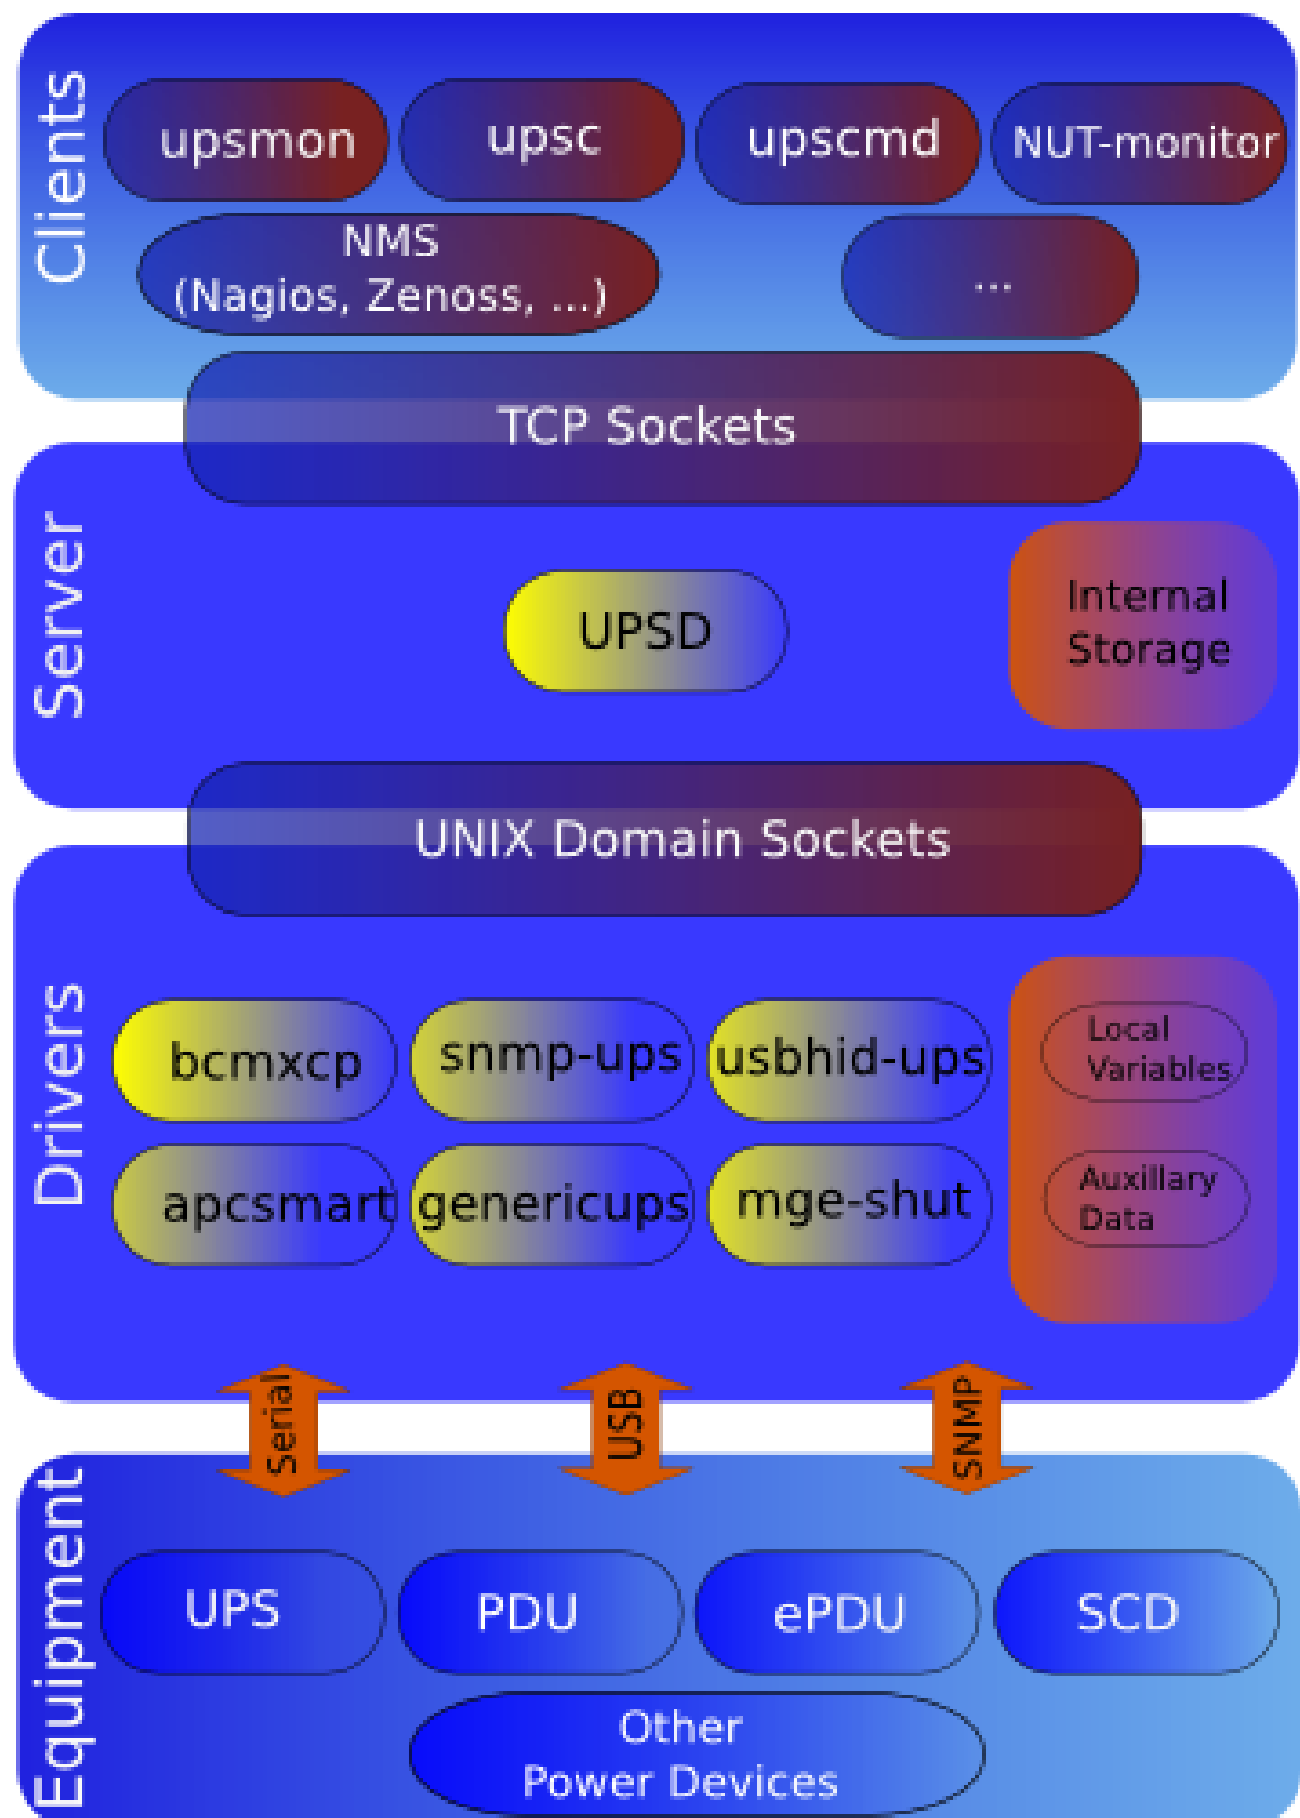 Clients
upsmon
upsc
upscmd
NUT-monitor
NMS
(Nagios, Zenoss, ...)
...
TCP Sockets
Server
UPSD
Internal
Storage
UNIX Domain Sockets
Drivers
bcmxcp
snmp-ups
usbhid-ups
Local
Variables
apcsmart
genericups
mge-shut
Auxillary
Data
Serial
USB
SNMP
Equipment
UPS
PDU
ePDU
SCD
Other
Power Devices